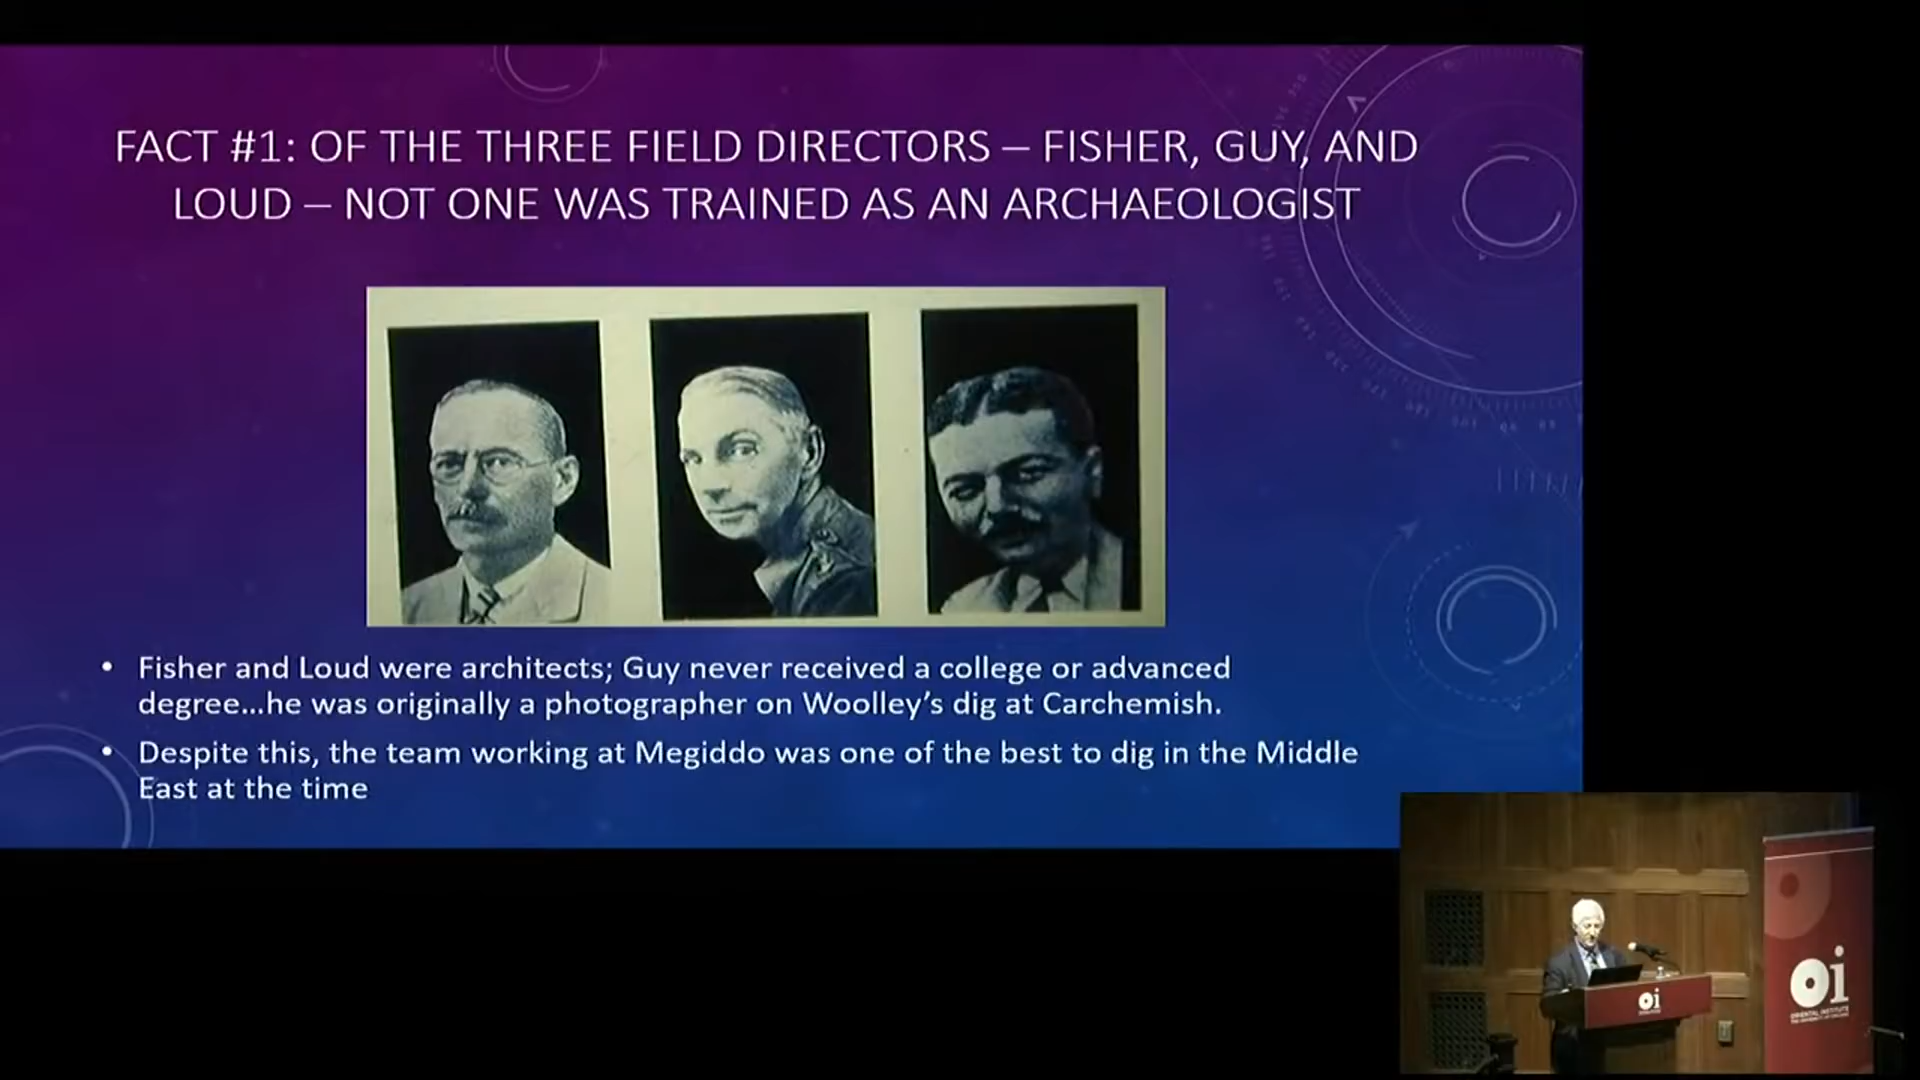 FACT #1: OF THE THREE FIELD DIRECTORS – FISHER, GUY, AND
LOUD – NOT ONE WAS TRAINED AS AN ARCHAEOLOGIST
• Fisher and Loud were architects; Guy never received a college or advanced
degree...he was originally a photographer on Woolley’s dig at Carchemish.
• Despite this, the team working at Megiddo was one of the best to dig in the Middle
East at the time
oi
oi
ORIENTAL INSTITUTE